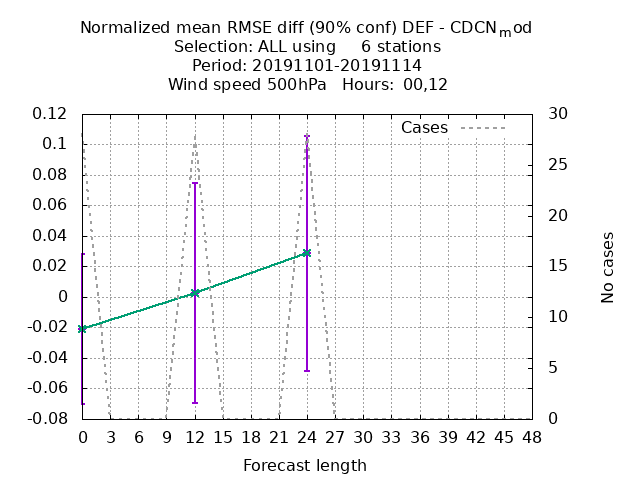 Normalized mean RMSE diff (90% conf) DEF - CDCN_mod
Selection: ALL using     6 stations
Period: 20191101-20191114
Wind speed 500hPa   Hours:  00,12
Cases
0.12
0.1
0.08
0.06
0.04
0.02
0
-0.02
-0.04
-0.06
-0.08
30
25
20
15
10
5
0
No cases
0 3 6 9 12 15 18 21 24 27 30 33 36 39 42 45 48
Forecast length